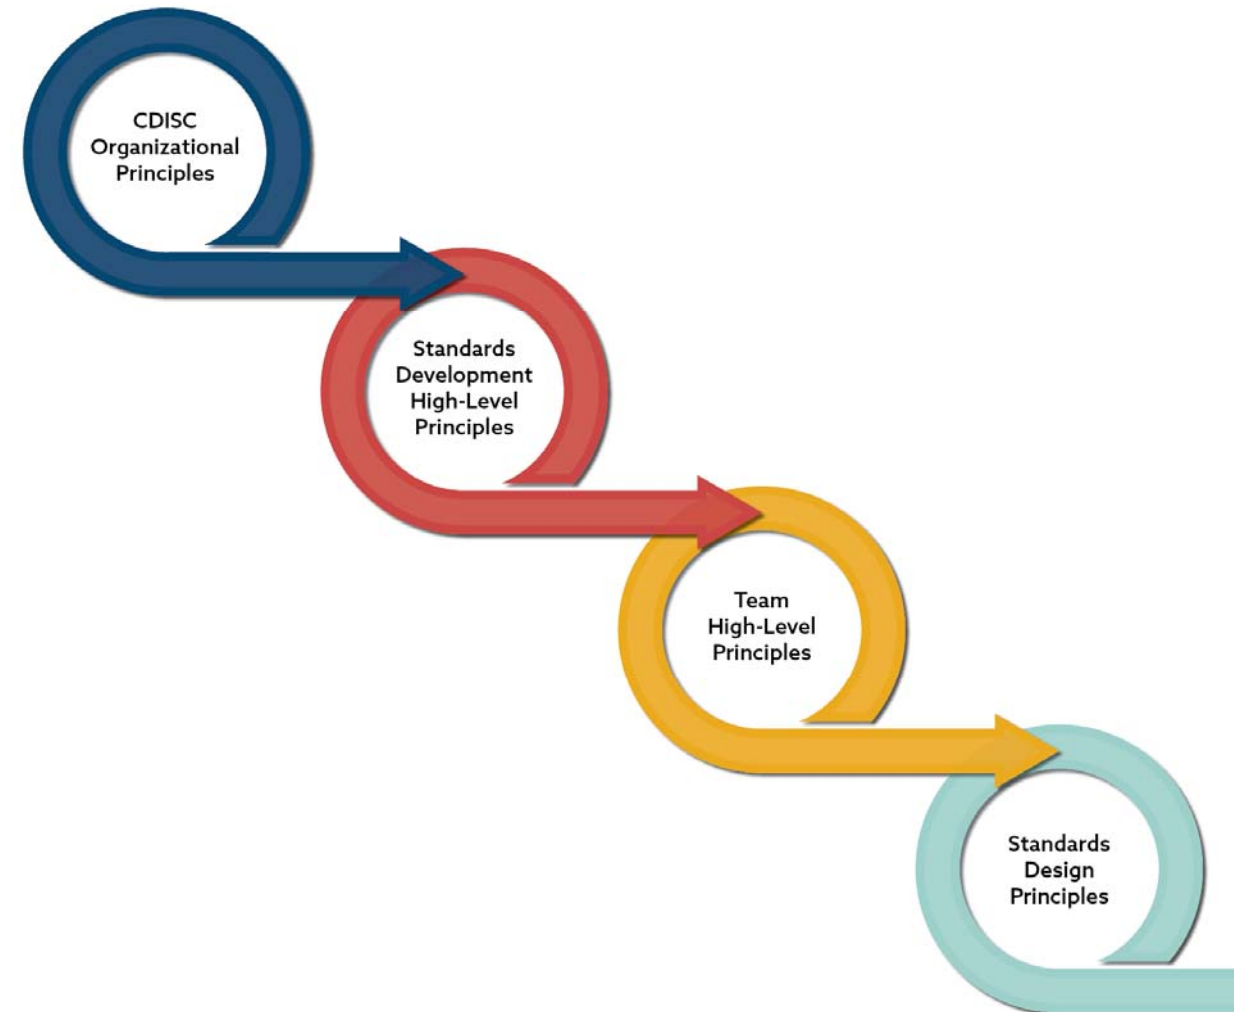 CDISC
Organizational
Principles
Standards
Development
High-Level
Principles
Team
High-Level
Principles
Standards
Design
Principles